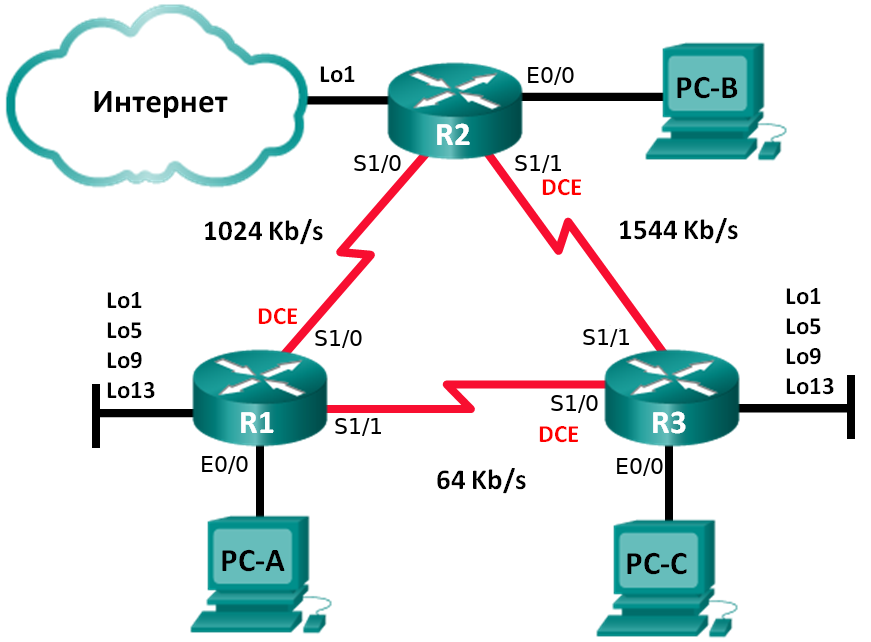 Lo1
E0/0
PC-B
Интернет
R2
S1/0
S1/1
DCE
1024 Kb/s
1544 Kb/s
Lo1
Lo5
Lo9
Lo13
DCE
S1/0
S1/1
Lo1
Lo5
Lo9
Lo13
R1
S1/1
S1/0
DCE
R3
E0/0
64 Kb/s
E0/0
PC-A
PC-C